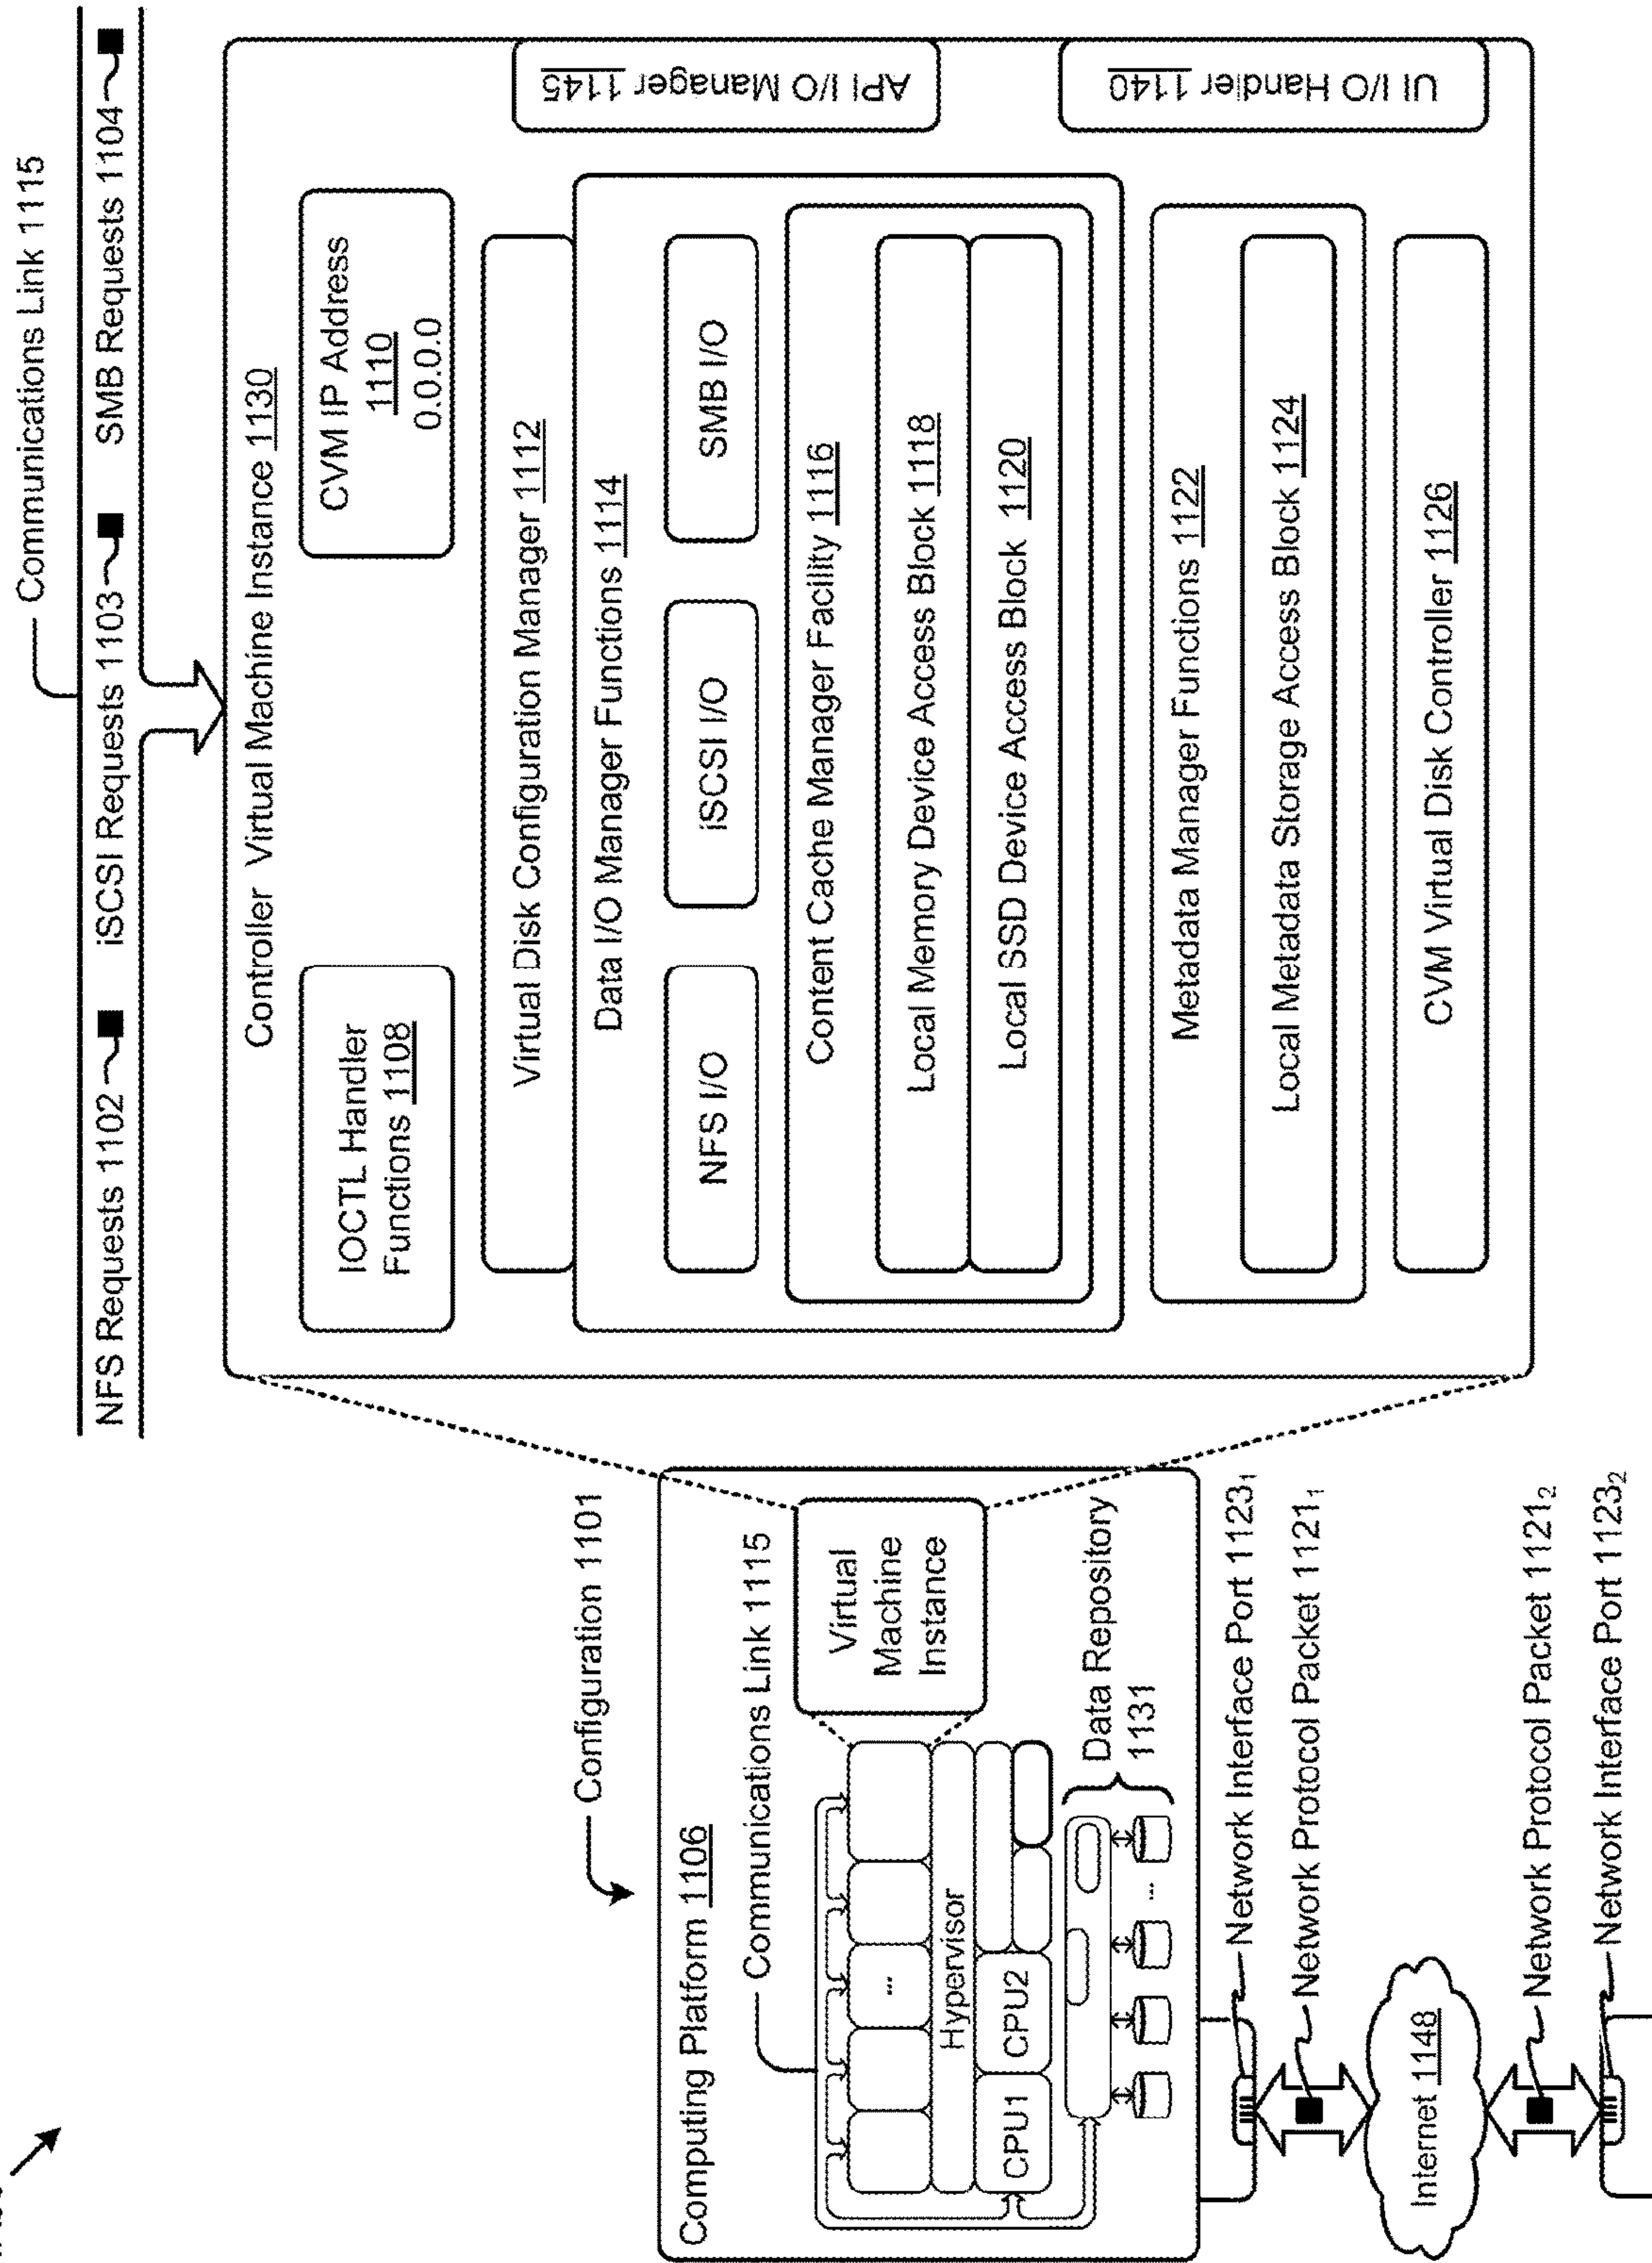 Communications Link 1115
NFS Requests 1102
iSCSI Requests 1103
SMB Requests 1104
Configuration 1101
Computing Platform 1106
Communications Link 1115
...
Hypervisor
CPU1
CPU2
Virtual
Machine
Instance
Data Repository
1131
...
Network Interface Port 1123₁
Network Protocol Packet 1121₁
Internet 1148
Network Protocol Packet 1121₂
Network Interface Port 1123₂
Controller Virtual Machine Instance 1130
IOCTL Handler
Functions 1108
CVM IP Address
1110
0.0.0.0
Virtual Disk Configuration Manager 1112
Data I/O Manager Functions 1114
NFS I/O
iSCSI I/O
SMB I/O
Content Cache Manager Facility 1116
Local Memory Device Access Block 1118
Local SSD Device Access Block 1120
Metadata Manager Functions 1122
Local Metadata Storage Access Block 1124
CVM Virtual Disk Controller 1126
API I/O Manager 1145
UI I/O Handler 1140